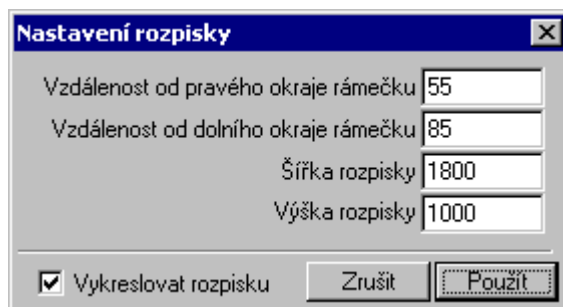 Nastavení rozpisky
Vzdálenost od pravého okraje rámečku 55
Vzdálenost od dolního okraje rámečku 85
Šířka rozpisky 1800
Výška rozpisky 1000
Vykreslovat rozpisku Zrušit Použít